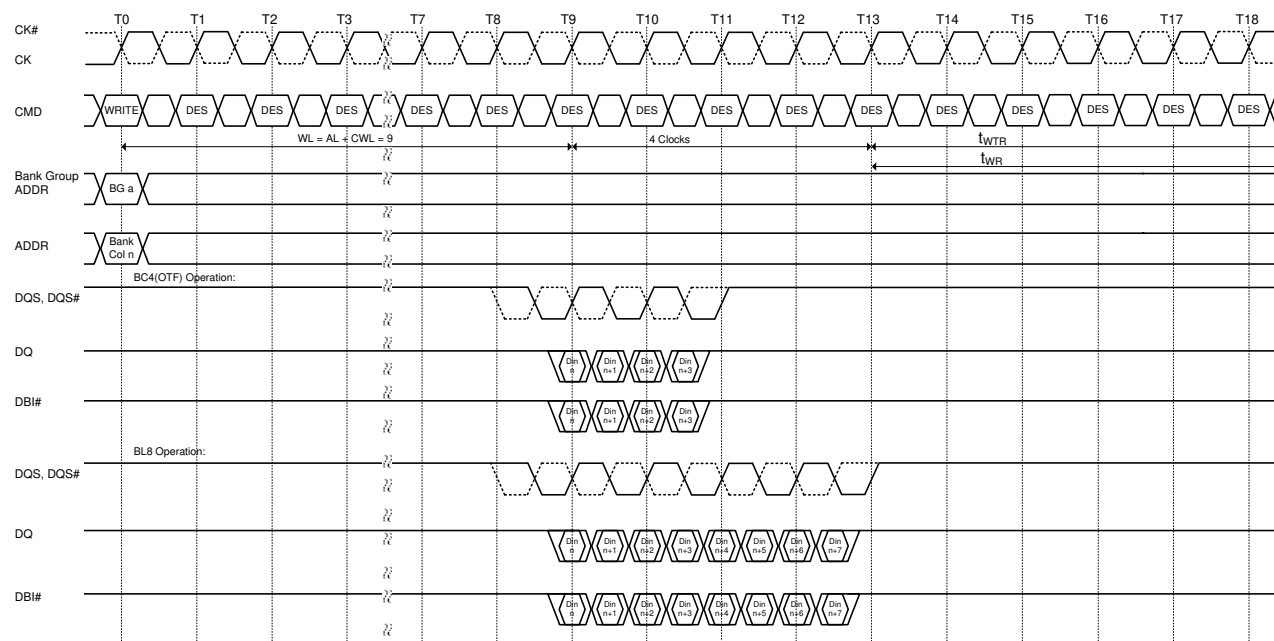 T0 T1 T2 T3 T7 T8 T9 T10 T11 T12 T13 T14 T15 T16 T17 T18
CK#
CK
CMD WRITE DES DES DES DES DES DES DES DES DES DES DES DES DES DES DES
WL = AL + CWL = 9 4 Clocks tWTR
tWR
Bank Group
ADDR BG a
ADDR Bank
Col n
BC4(OTF) Operation:
DQS, DQS#
DQ Din n Din n+1 Din n+2 Din n+3
DBI# Din n Din n+1 Din n+2 Din n+3
BL8 Operation:
DQS, DQS#
DQ Din n Din n+1 Din n+2 Din n+3 Din n+4 Din n+5 Din n+6 Din n+7
DBI# Din n Din n+1 Din n+2 Din n+3 Din n+4 Din n+5 Din n+6 Din n+7